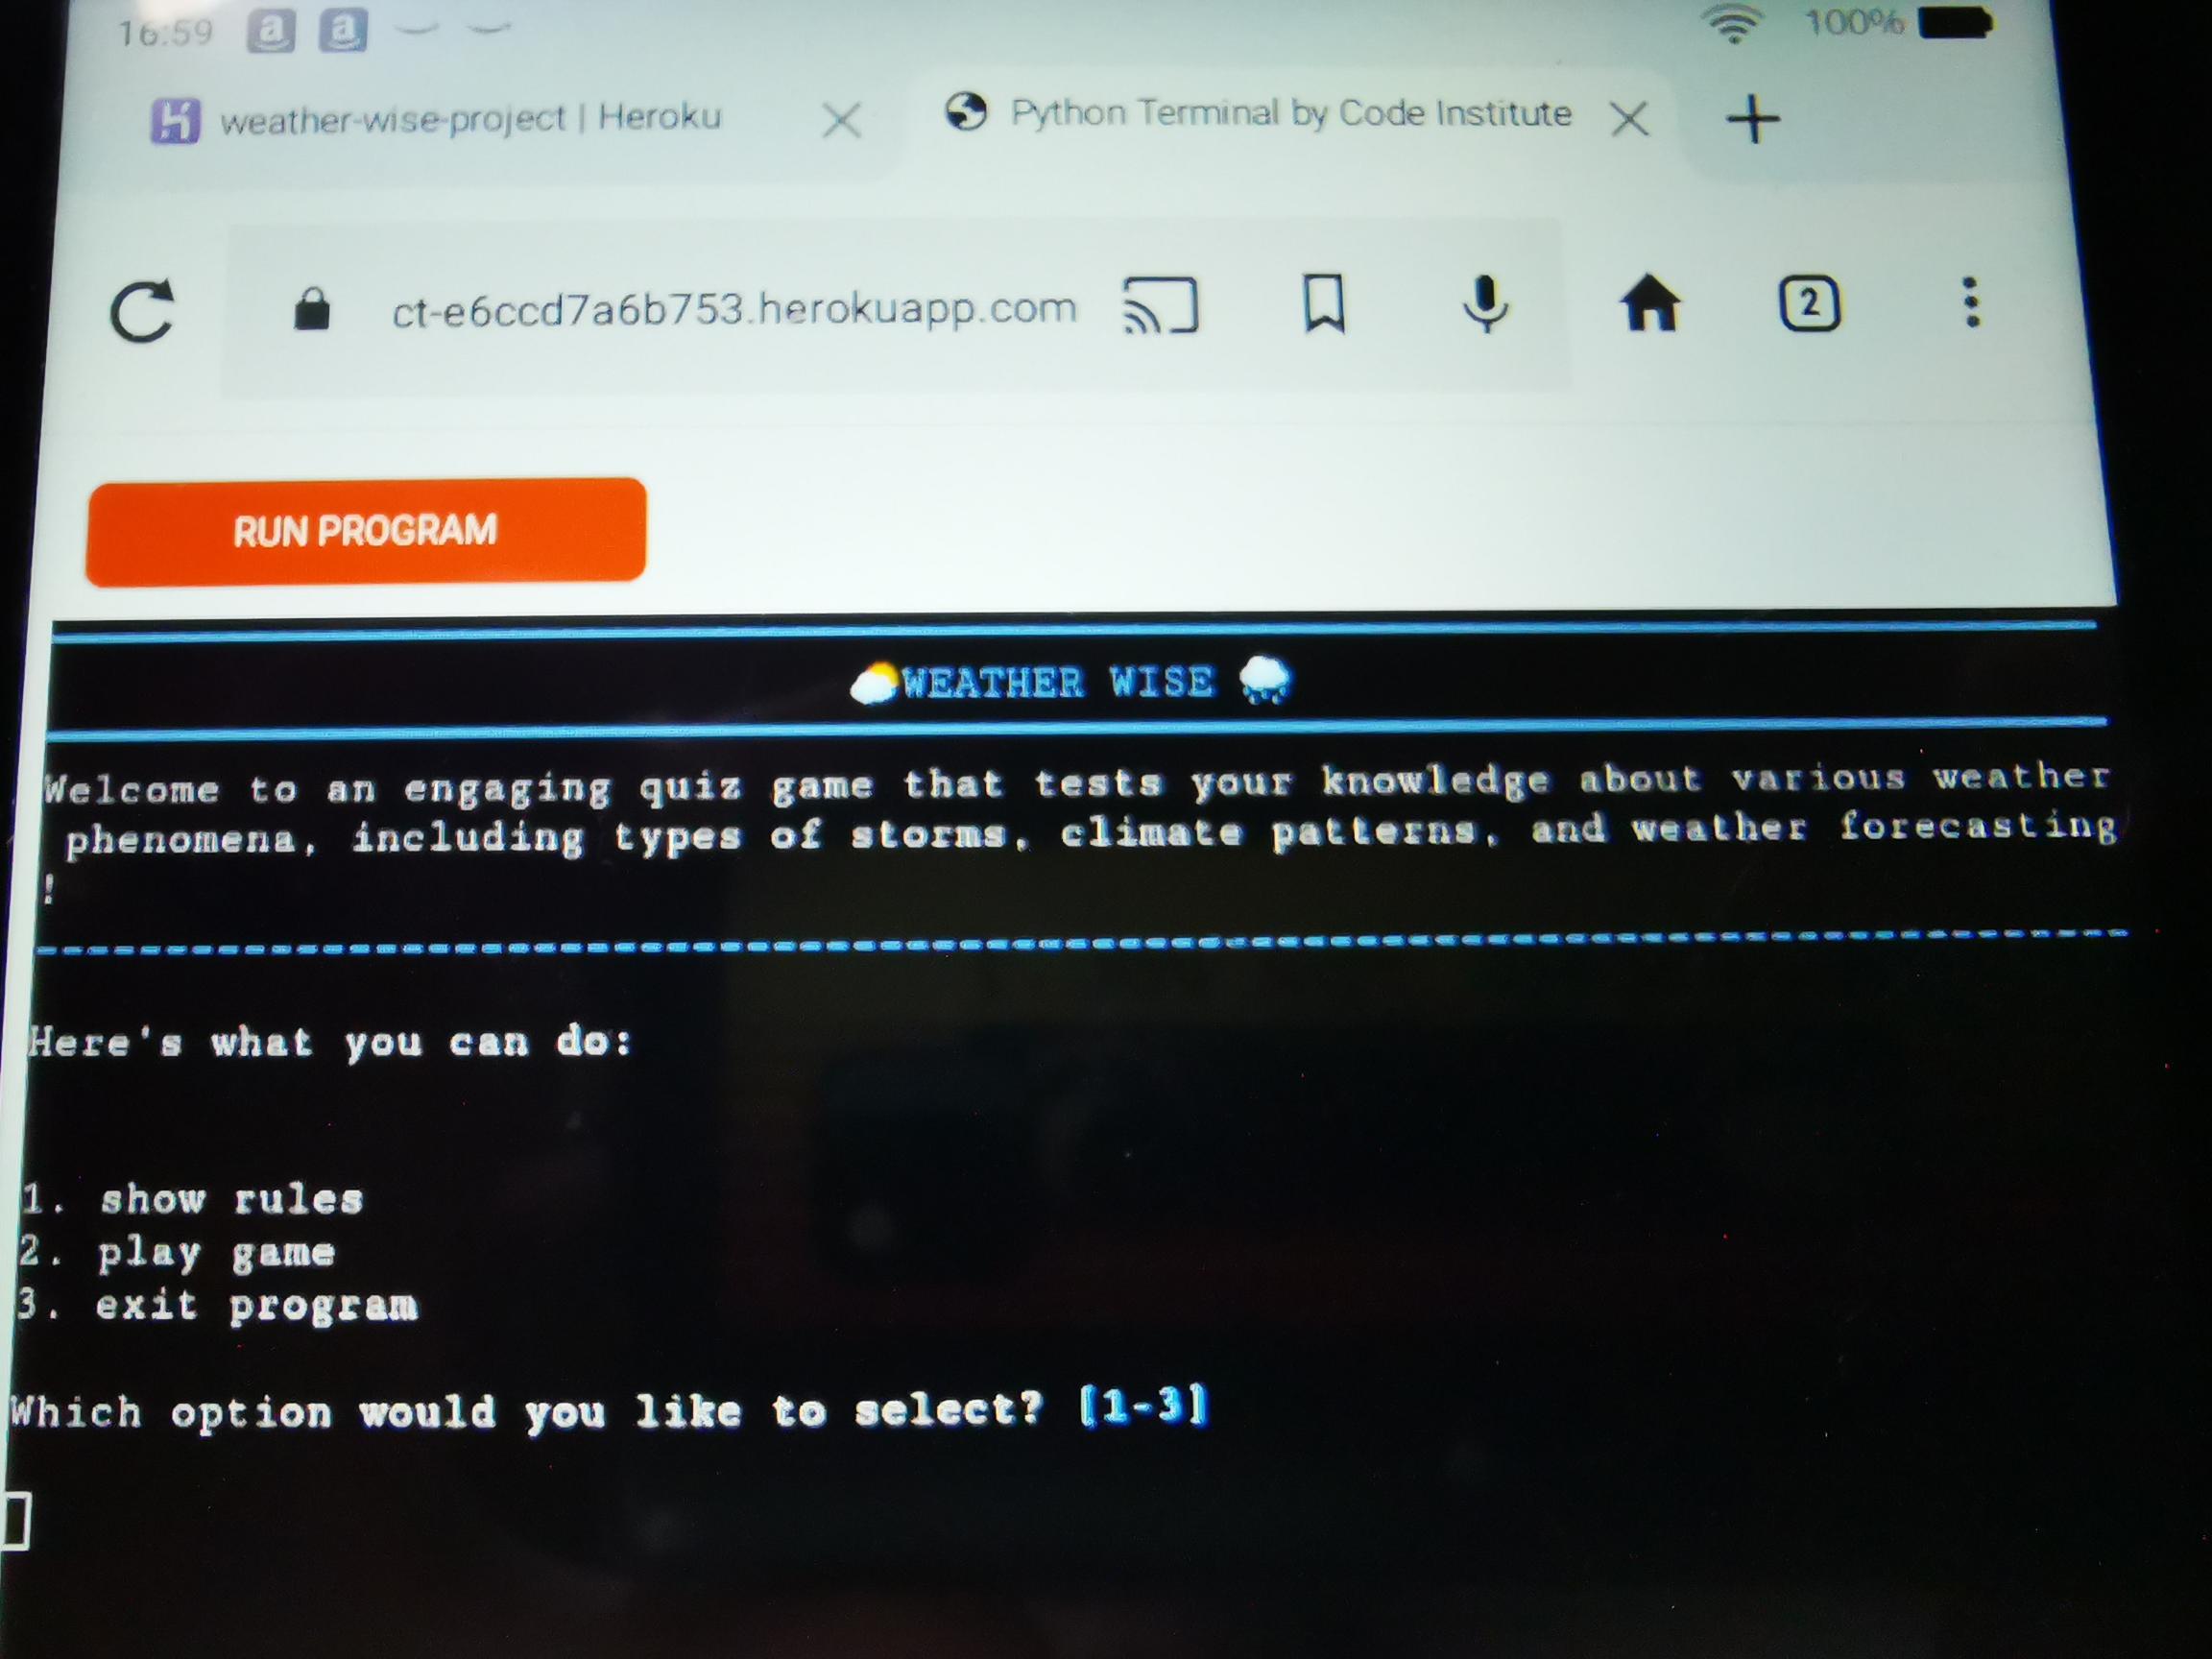 16:59 a a 100%
weather-wise-project | Heroku Python Terminal by Code Institute
ct-e6ccd7a6b753.herokuapp.com 2
RUN PROGRAM
WEATHER WISE
Welcome to an engaging quiz game that tests your knowledge about various weather
phenomena, including types of storms, climate patterns, and weather forecasting
!
Here's what you can do:
1. show rules
2. play game
3. exit program
Which option would you like to select? [1-3]